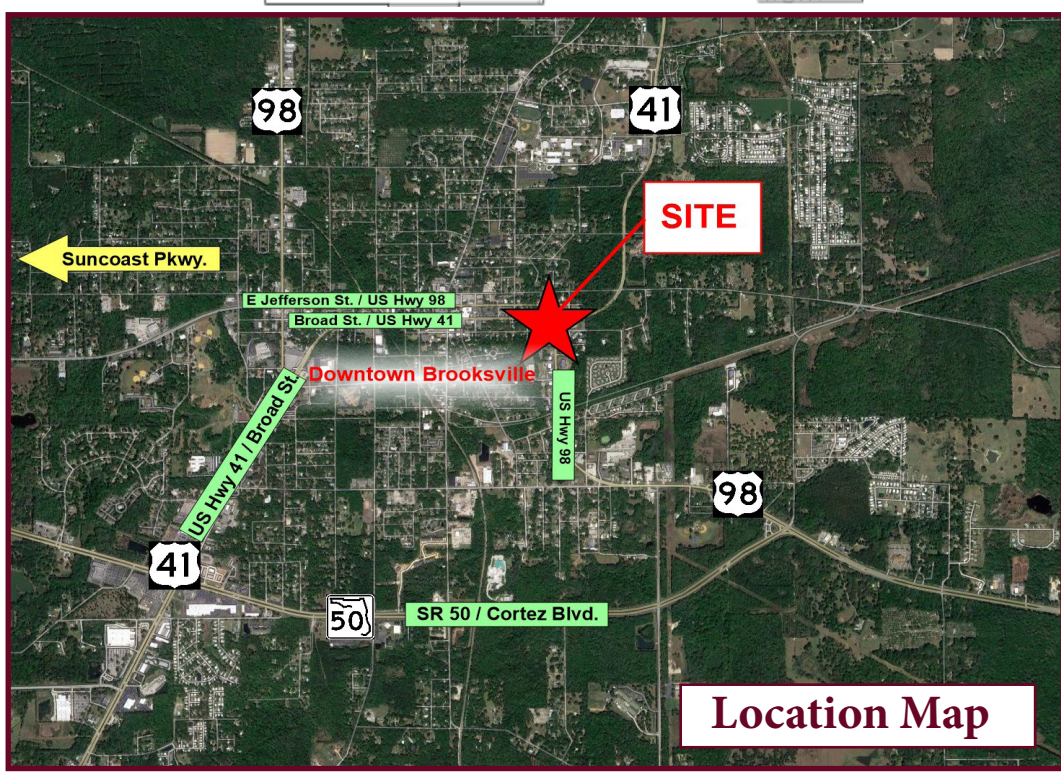 98
41
SITE
Suncoast Pkwy.
E Jefferson St. / US Hwy 98
Broad St. / US Hwy 41
Downtown Brooksville
US Hwy 41 / Broad St.
US Hwy 98
98
41
50
SR 50 / Cortez Blvd.
Location Map